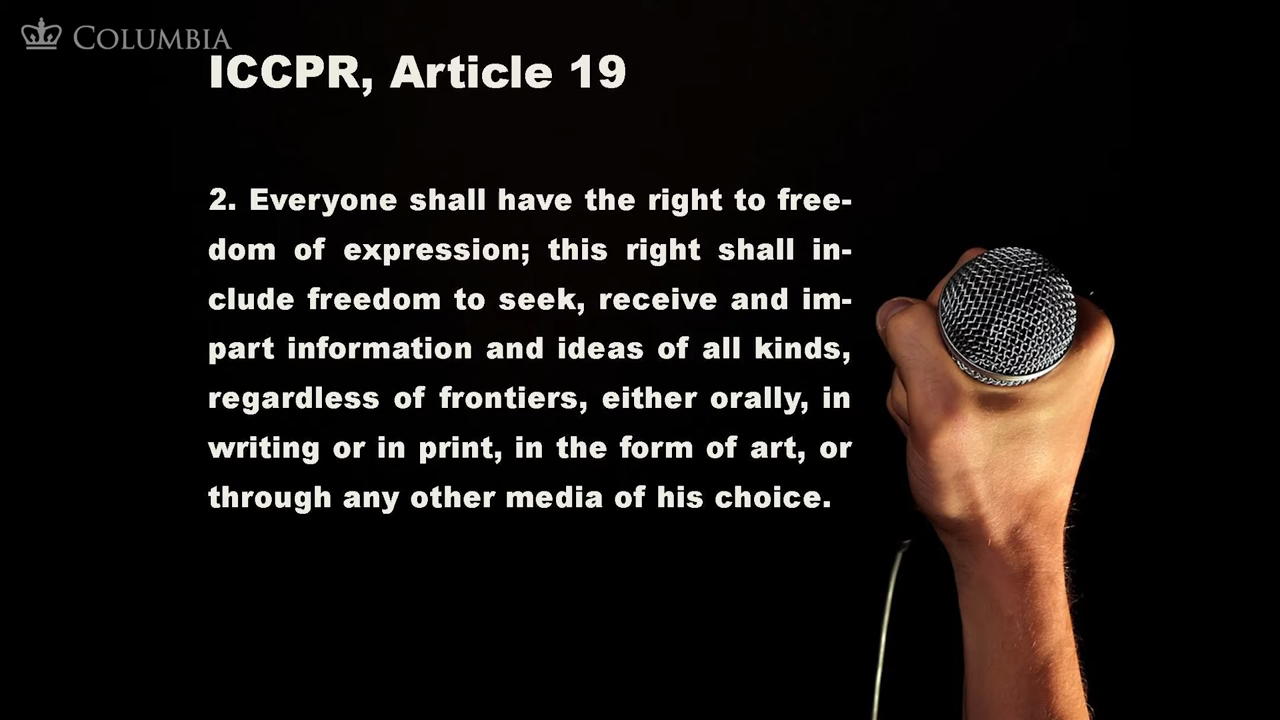 COLUMBIA
ICCPR, Article 19
2. Everyone shall have the right to free-
dom of expression; this right shall in-
clude freedom to seek, receive and im-
part information and ideas of all kinds,
regardless of frontiers, either orally, in
writing or in print, in the form of art, or
through any other media of his choice.